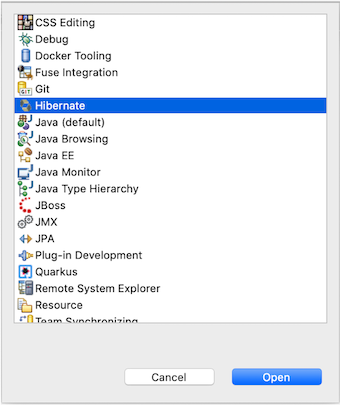 CSS Editing
Debug
Docker Tooling
Fuse Integration
Git
Hibernate
Java (default)
Java Browsing
Java EE
Java Monitor
Java Type Hierarchy
JBoss
JMX
JPA
Plug-in Development
Quarkus
Remote System Explorer
Resource
Team Synchronizing
Cancel
Open